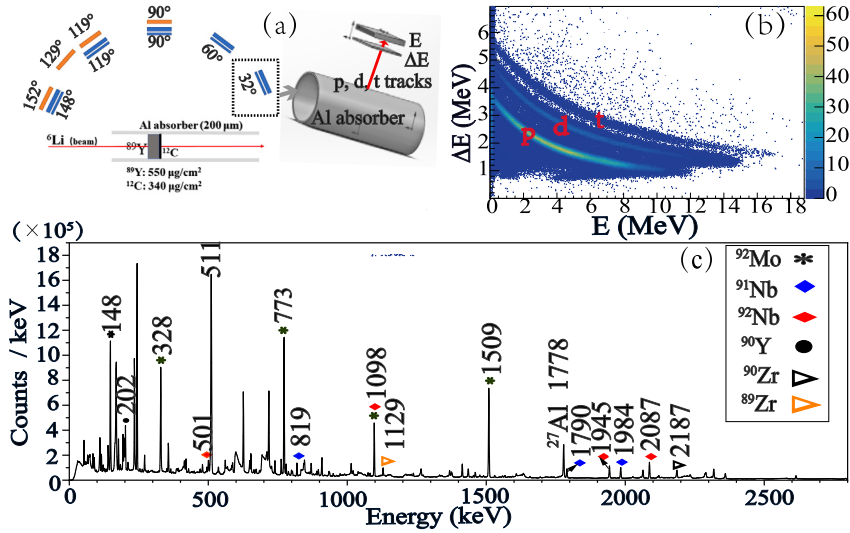 (a)
90°
90°
119°
119°
129°
152°
148°
60°
32°
E
ΔE
p, d, t tracks
Al absorber
Al absorber (200 μm)
⁶Li (beam)
⁸⁹Y
¹²C
⁸⁹Y: 550 μg/cm²
¹²C: 340 μg/cm²
(b)
ΔE (MeV)
6
5
4
3
2
1
p
d
t
0 2 4 6 8 10 12 14 16 18
E (MeV)
60
50
40
30
20
10
0
(×10⁵)
(c)
Counts / keV
18
16
14
12
10
8
6
4
2
0
148
202
328
501
511
773
819
1098
1129
1509
²⁷Al 1778
1790
1945
1984
2087
2187
⁹²Mo
⁹¹Nb
⁹²Nb
⁹⁰Y
⁹⁰Zr
⁸⁹Zr
0 500 1000 1500 2000 2500
Energy (keV)